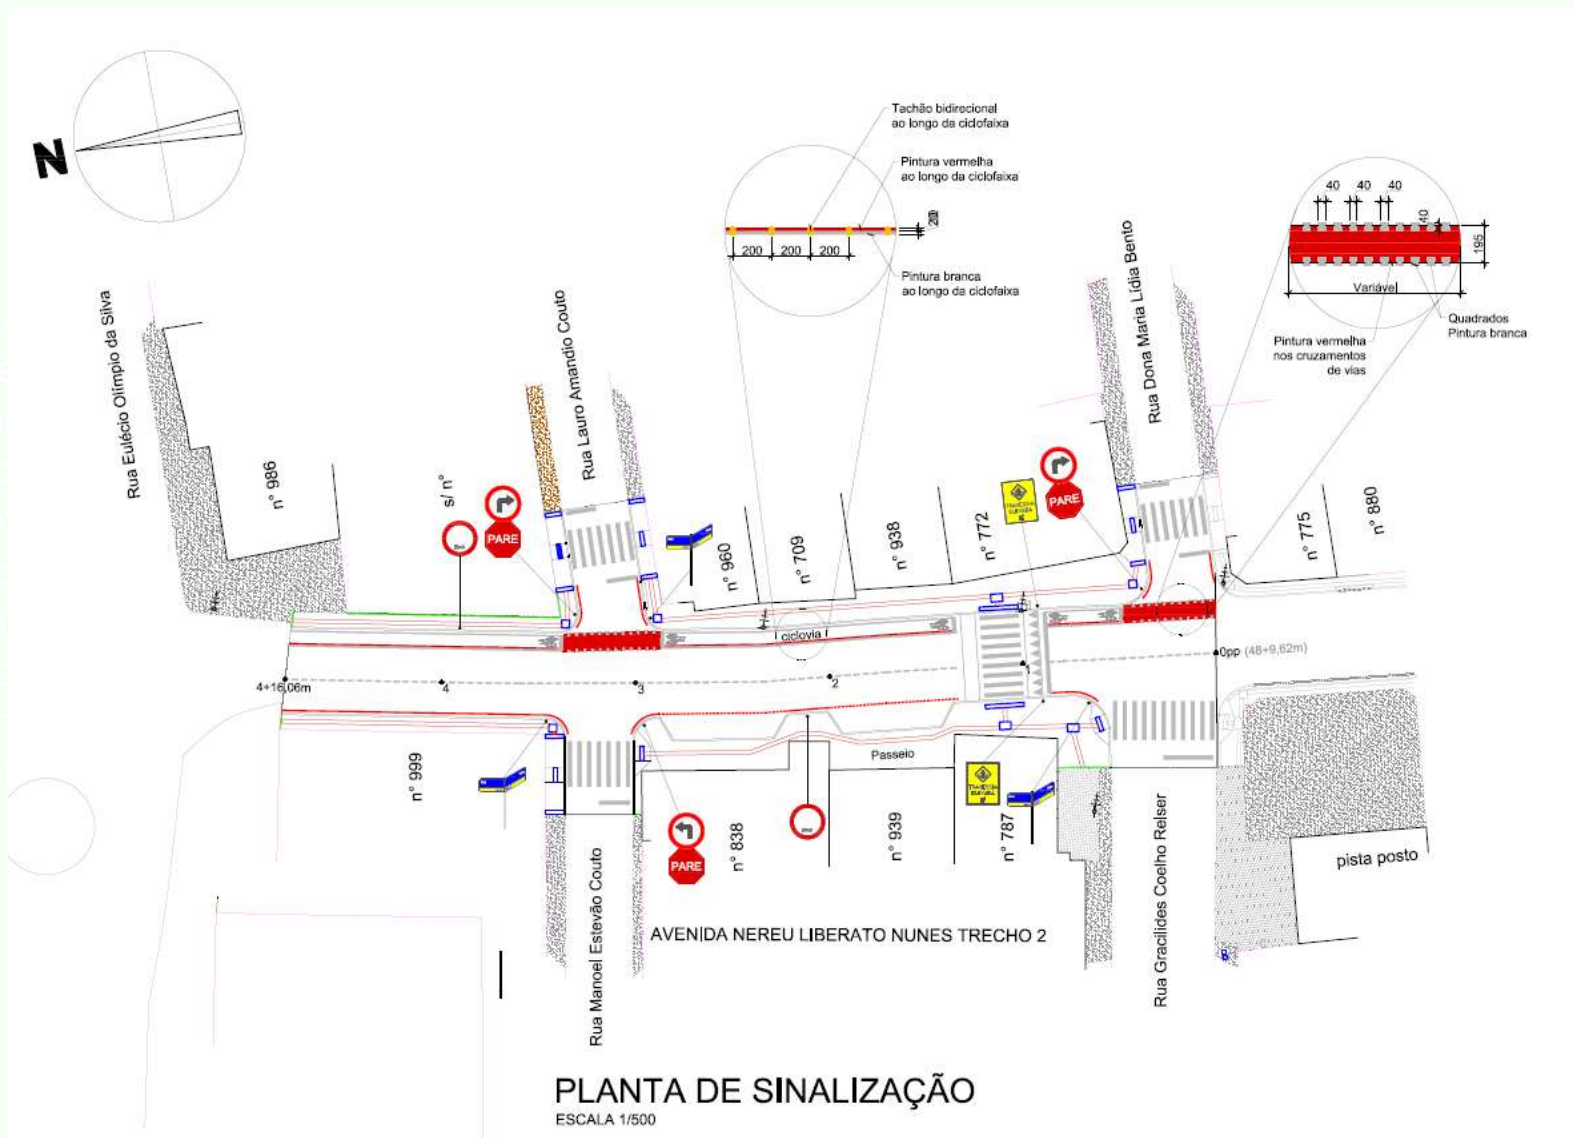 N
Tachão bidirecional
ao longo da ciclofaixa
Pintura vermelha
ao longo da ciclofaixa
200 200 200
Pintura branca
ao longo da ciclofaixa
40 40 40
40
195
Variável
Quadrados
Pintura branca
Pintura vermelha
nos cruzamentos
de vias
Rua Eulécio Olímpio da Silva
Rua Lauro Amandio Couto
Rua Dona Maria Lídia Bento
n° 986
s/ n°
PARE
n° 960
n° 709
n° 938
n° 772
PARE
n° 775
n° 880
ciclovia
4+16,06m
4
3
2
1
0pp (48+9,62m)
Passeio
n° 999
PARE
n° 838
n° 939
n° 787
pista posto
Rua Manoel Estevão Couto
AVENIDA NEREU LIBERATO NUNES TRECHO 2
Rua Gracilides Coelho Relser
PLANTA DE SINALIZAÇÃO
ESCALA 1/500